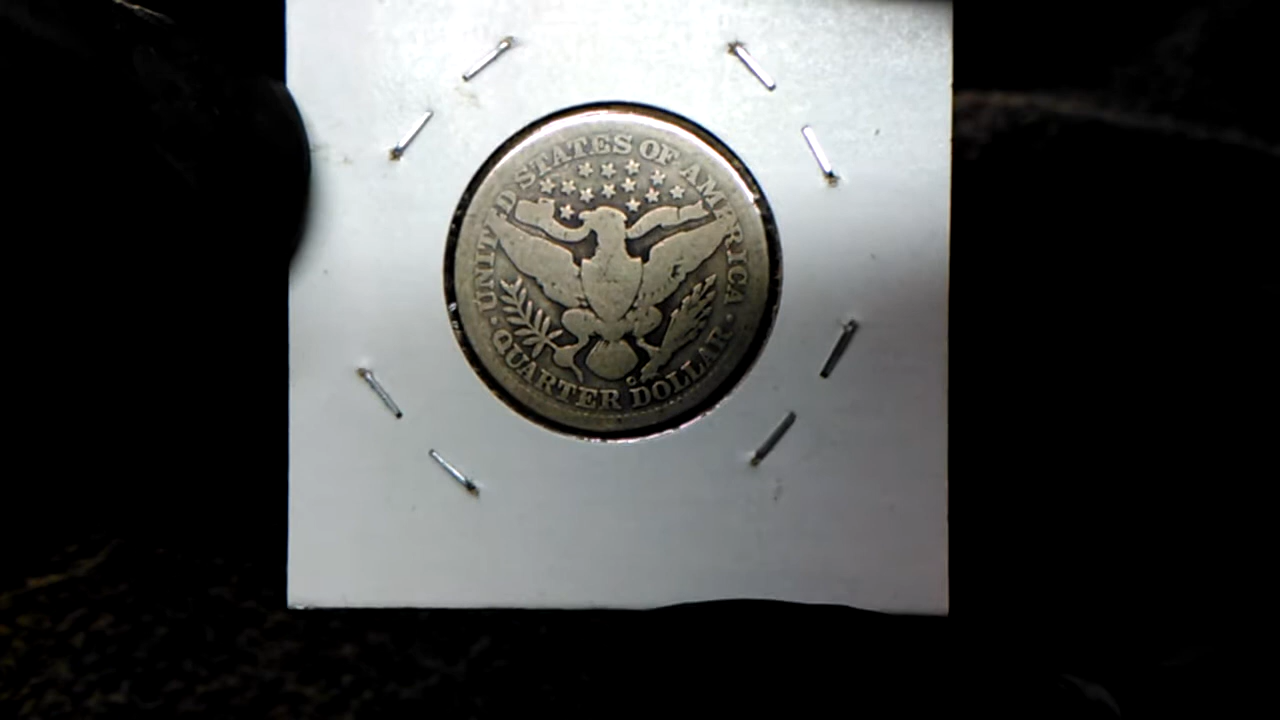 UNITED STATES OF AMERICA
· QUARTER DOLLAR ·